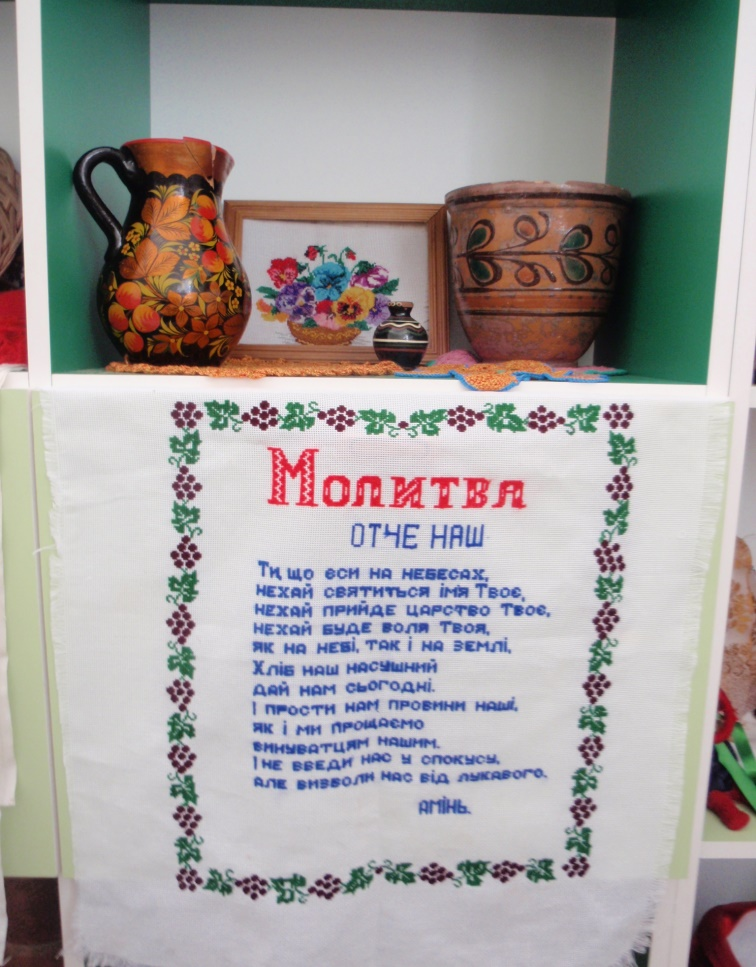 Молитва
ОТЧЕ НАШ
Ти, що єси на небесах,
нехай святиться імя Твоє,
нехай прийде царство Твоє,
нехай буде воля Твоя,
як на небі, так і на землі,
Хліб наш насушний
дай нам сьогодні.
І прости нам провини наші,
як і ми прощаємо
винуватцям нашим.
І не введи нас у спокусу,
але визволи нас від лукавого.
Амінь.